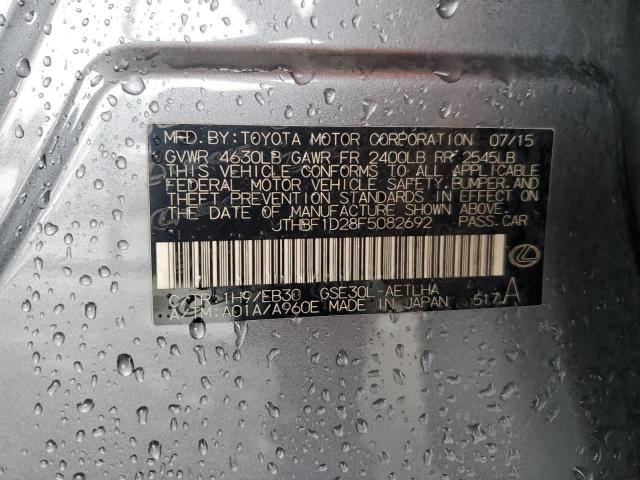 MFD. BY: TOYOTA MOTOR CORPORATION 07/15
GVWR 4630LB GAWR FR 2400LB RR 2545LB
THIS VEHICLE CONFORMS TO ALL APPLICABLE
FEDERAL MOTOR VEHICLE SAFETY, BUMPER, AND
THEFT PREVENTION STANDARDS IN EFFECT ON
THE DATE OF MANUFACTURE SHOWN ABOVE.
JTHBF1D28F5082692 PASS. CAR
C/TR: 1H9/EB30 GSE30L-AETLHA
A/TM: A01A/A960E MADE IN JAPAN 517A